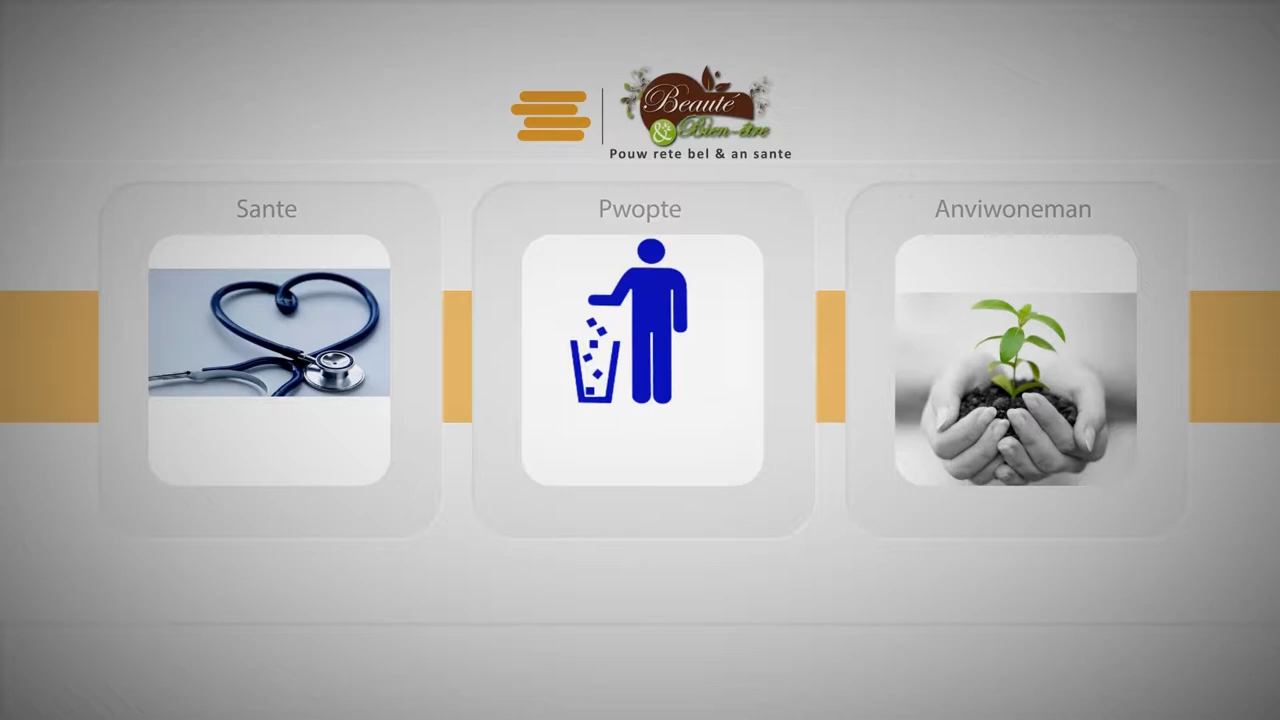 Beauté
& Bien-être
Pouw rete bel & an sante
Sante
Pwopte
Anviwoneman